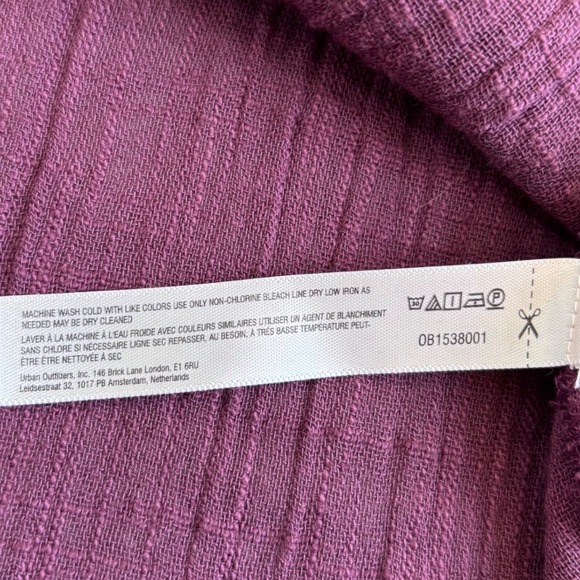 MACHINE WASH COLD WITH LIKE COLORS USE ONLY NON-CHLORINE BLEACH LINE DRY LOW IRON AS
NEEDED MAY BE DRY CLEANED
LAVER À LA MACHINE À L'EAU FROIDE AVEC COULEURS SIMILAIRES UTILISER UN AGENT DE BLANCHIMENT
SANS CHLORE SI NÉCESSAIRE LIGNE SEC REPASSER, AU BESOIN, À TRÈS BASSE TEMPÉRATURE PEUT-
ÊTRE ÊTRE NETTOYÉE À SEC
Urban Outfitters, Inc. 146 Brick Lane London, E1 6RU
Leidsestraat 32, 1017 PB Amsterdam, Netherlands
30 P
OB1538001